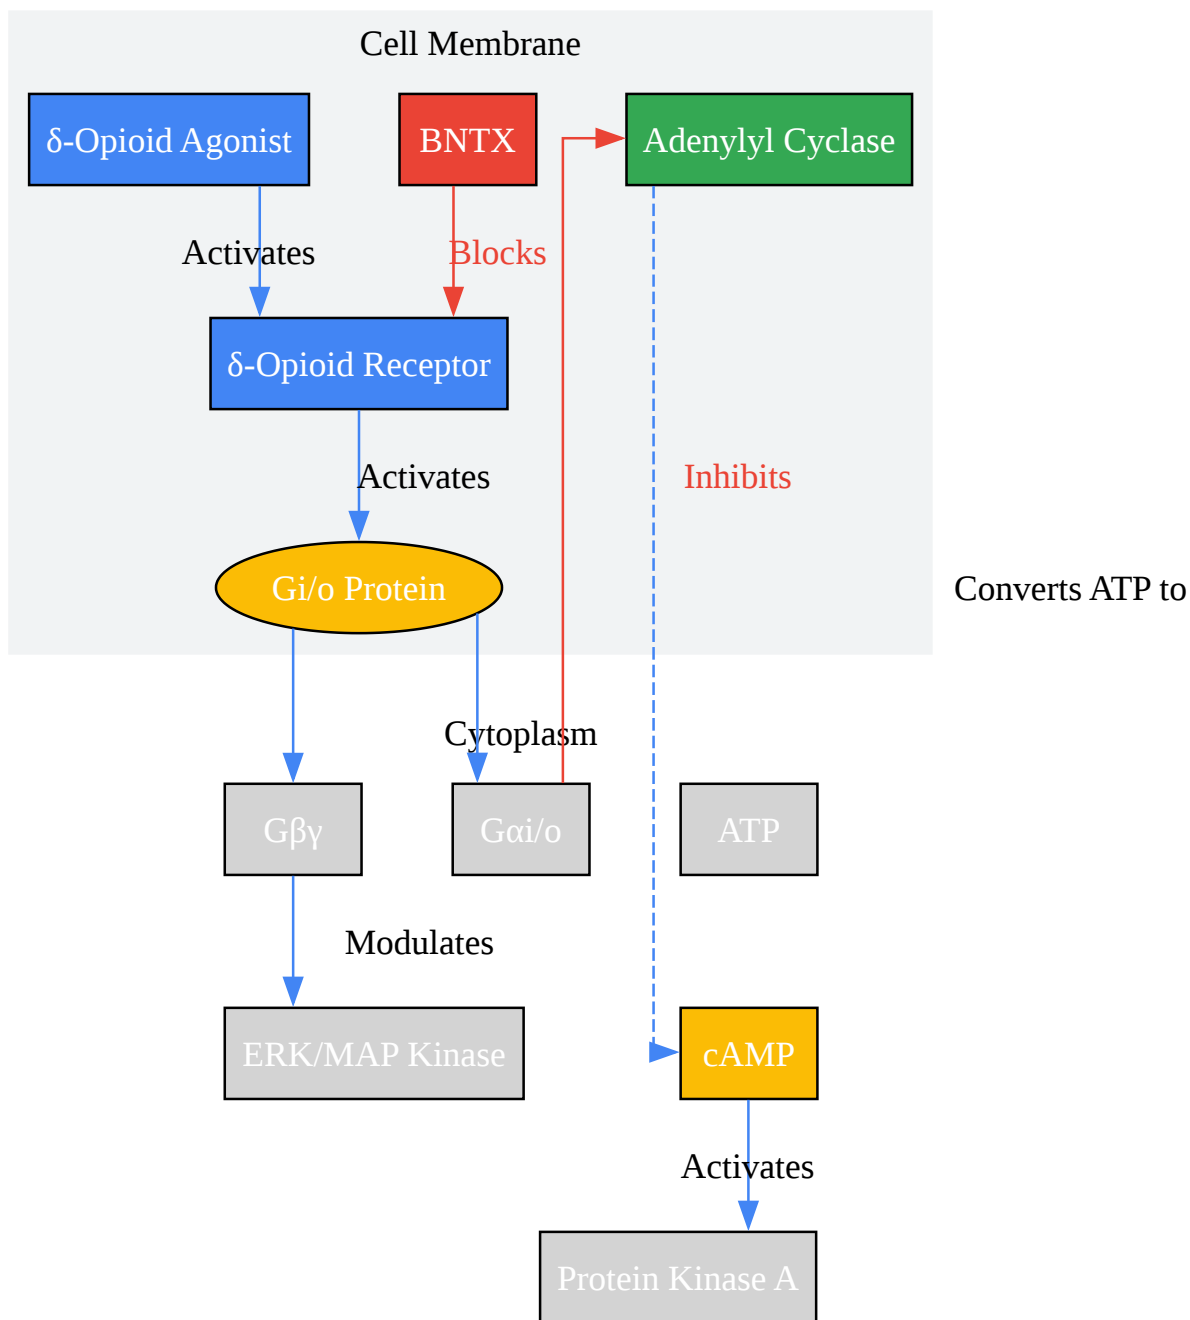 Cell Membrane
δ-Opioid Agonist
BNTX
Adenylyl Cyclase
Activates
Blocks
δ-Opioid Receptor
Activates
Inhibits
Gi/o Protein
Converts ATP to
Cytoplasm
Gβγ
Gαi/o
ATP
Modulates
ERK/MAP Kinase
cAMP
Activates
Protein Kinase A